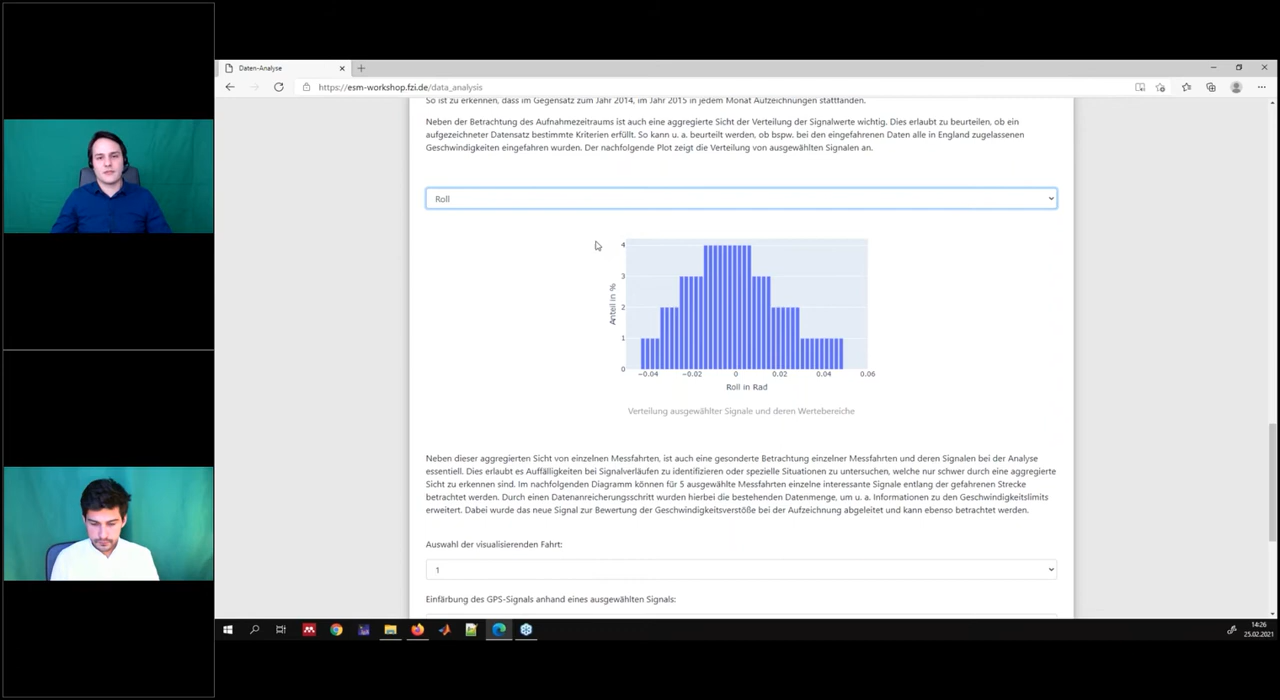 Daten-Analyse
https://esm-workshop.fzi.de/data_analysis
So ist zu erkennen, dass im Gegensatz zum Jahr 2014, im Jahr 2015 in jedem Monat Aufzeichnungen stattfanden.
Neben der Betrachtung des Aufnahmezeitraums ist auch eine aggregierte Sicht der Verteilung der Signalwerte wichtig. Dies erlaubt zu beurteilen, ob ein
aufgezeichneter Datensatz bestimmte Kriterien erfüllt. So kann u. a. beurteilt werden, ob bspw. bei den eingefahrenen Daten alle in England zugelassenen
Geschwindigkeiten eingefahren wurden. Der nachfolgende Plot zeigt die Verteilung von ausgewählten Signalen an.
Roll
4
3
2
1
0
Anteil in %
−0.04 −0.02 0 0.02 0.04 0.06
Roll in Rad
Verteilung ausgewählter Signale und deren Wertebereiche
Neben dieser aggregierten Sicht von einzelnen Messfahrten, ist auch eine gesonderte Betrachtung einzelner Messfahrten und deren Signalen bei der Analyse
essentiell. Dies erlaubt es Auffälligkeiten bei Signalverläufen zu identifizieren oder spezielle Situationen zu untersuchen, welche nur schwer durch eine aggregierte
Sicht zu erkennen sind. Im nachfolgenden Diagramm können für 5 ausgewählte Messfahrten einzelne interessante Signale entlang der gefahrenen Strecke
betrachtet werden. Durch einen Datenanreicherungsschritt wurden hierbei die bestehenden Datenmenge, um u. a. Informationen zu den Geschwindigkeitslimits
erweitert. Dabei wurde das neue Signal zur Bewertung der Geschwindigkeitsverstöße bei der Aufzeichnung abgeleitet und kann ebenso betrachtet werden.
Auswahl der visualisierenden Fahrt:
1
Einfärbung des GPS-Signals anhand eines ausgewählten Signals:
14:26
25.02.2021